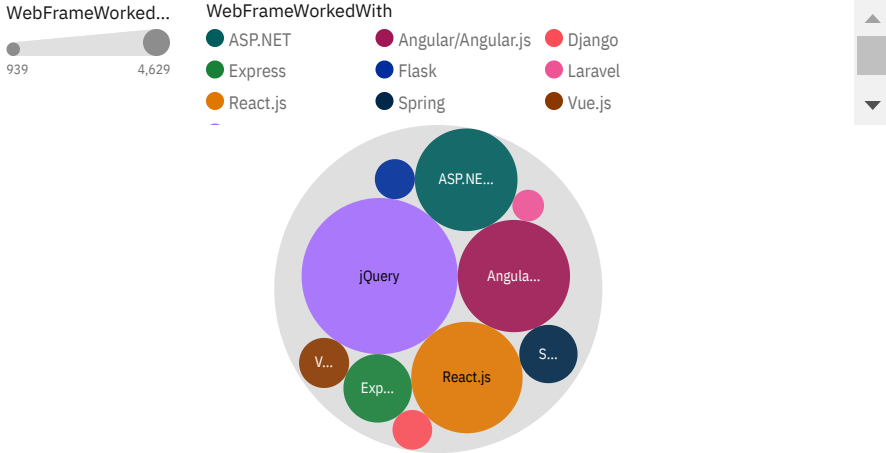 WebFrameWorked...
939 4,629
WebFrameWorkedWith
ASP.NET Angular/Angular.js Django
Express Flask Laravel
React.js Spring Vue.js
ASP.NE...
jQuery Angula...
S...
V... React.js
Exp...